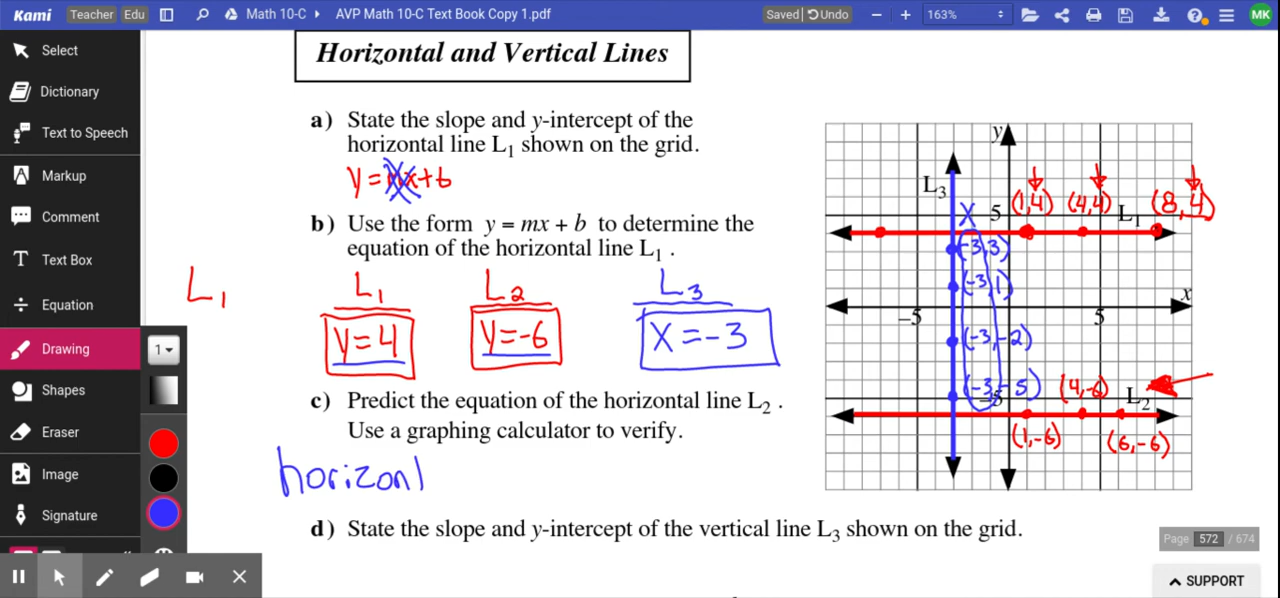 Kami Teacher Edu Math 10-C AVP Math 10-C Text Book Copy 1.pdf Saved Undo − + 163% MK
Select
Dictionary
Text to Speech
Markup
Comment
Text Box
Equation
Drawing
Shapes
Eraser
Image
Signature
1
Horizontal and Vertical Lines
a) State the slope and y-intercept of the
horizontal line L₁ shown on the grid.
y = mx + b
b) Use the form y = mx + b to determine the
equation of the horizontal line L₁ .
L₁
L₁ L₂ L₃
y = 4 y = -6 x = -3
c) Predict the equation of the horizontal line L₂ .
Use a graphing calculator to verify.
horizont
d) State the slope and y-intercept of the vertical line L₃ shown on the grid.
y
L₃
X 5 (1,4) (4,4) L₁ (8,4)
(-3,3)
(-3,1)
x
-5 5
(-3,-2)
(-3,-5) -5 (4,-6) L₂
(1,-6) (6,-6)
Page 572 / 674
SUPPORT